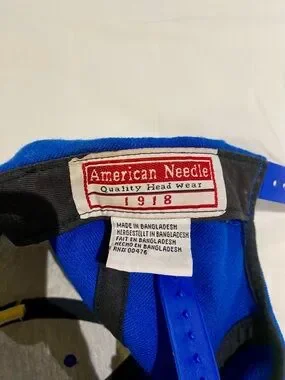 American Needle
Quality Head Wear
1918
MADE IN BANGLADESH
HERGESTELLT IN BANGLADESH
FAIT EN BANGLADESH
HECHO EN BANGLADESH
RN# 00476